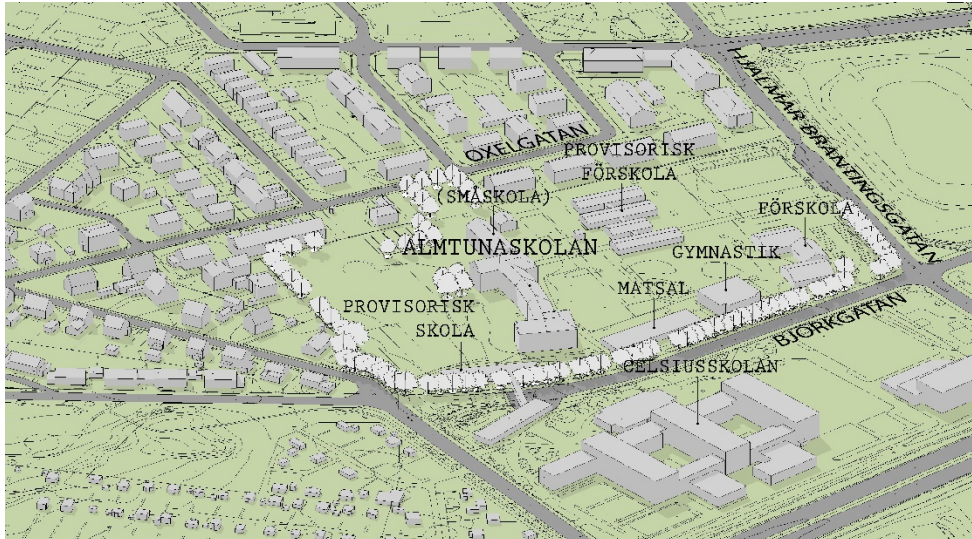 HJALMAR BRANTINGSGATAN
OXELGATAN
PROVISORISK
FÖRSKOLA
(SMÅSKOLA)
FÖRSKOLA
ALMTUNASKOLAN
GYMNASTIK
MATSAL
PROVISORISK
SKOLA
BJÖRKGATAN
CELSIUSSKOLAN